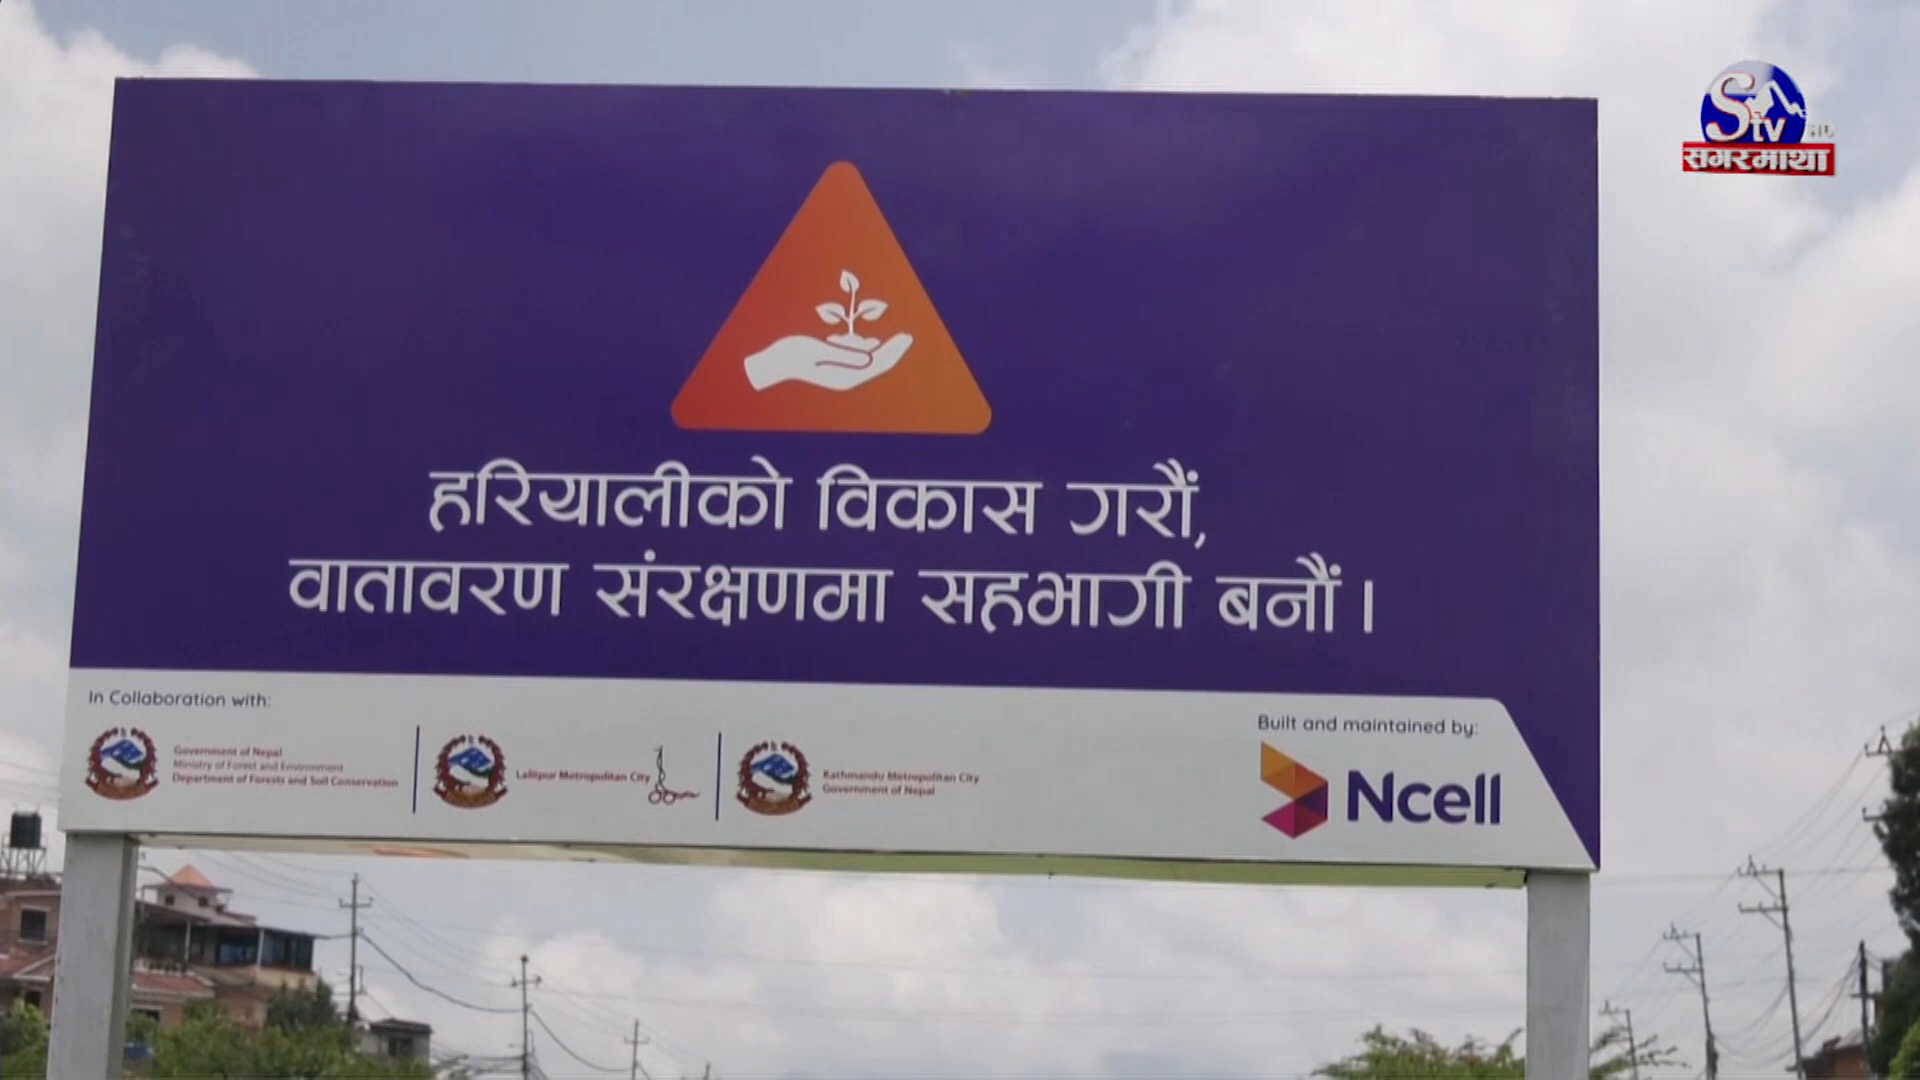 Stv HD
सगरमाथा
हरियालीको विकास गरौं,
वातावरण संरक्षणमा सहभागी बनौं ।
In Collaboration with:
Government of Nepal
Ministry of Forest and Environment
Department of Forests and Soil Conservation
Lalitpur Metropolitan City
Kathmandu Metropolitan City
Government of Nepal
Built and maintained by:
Ncell